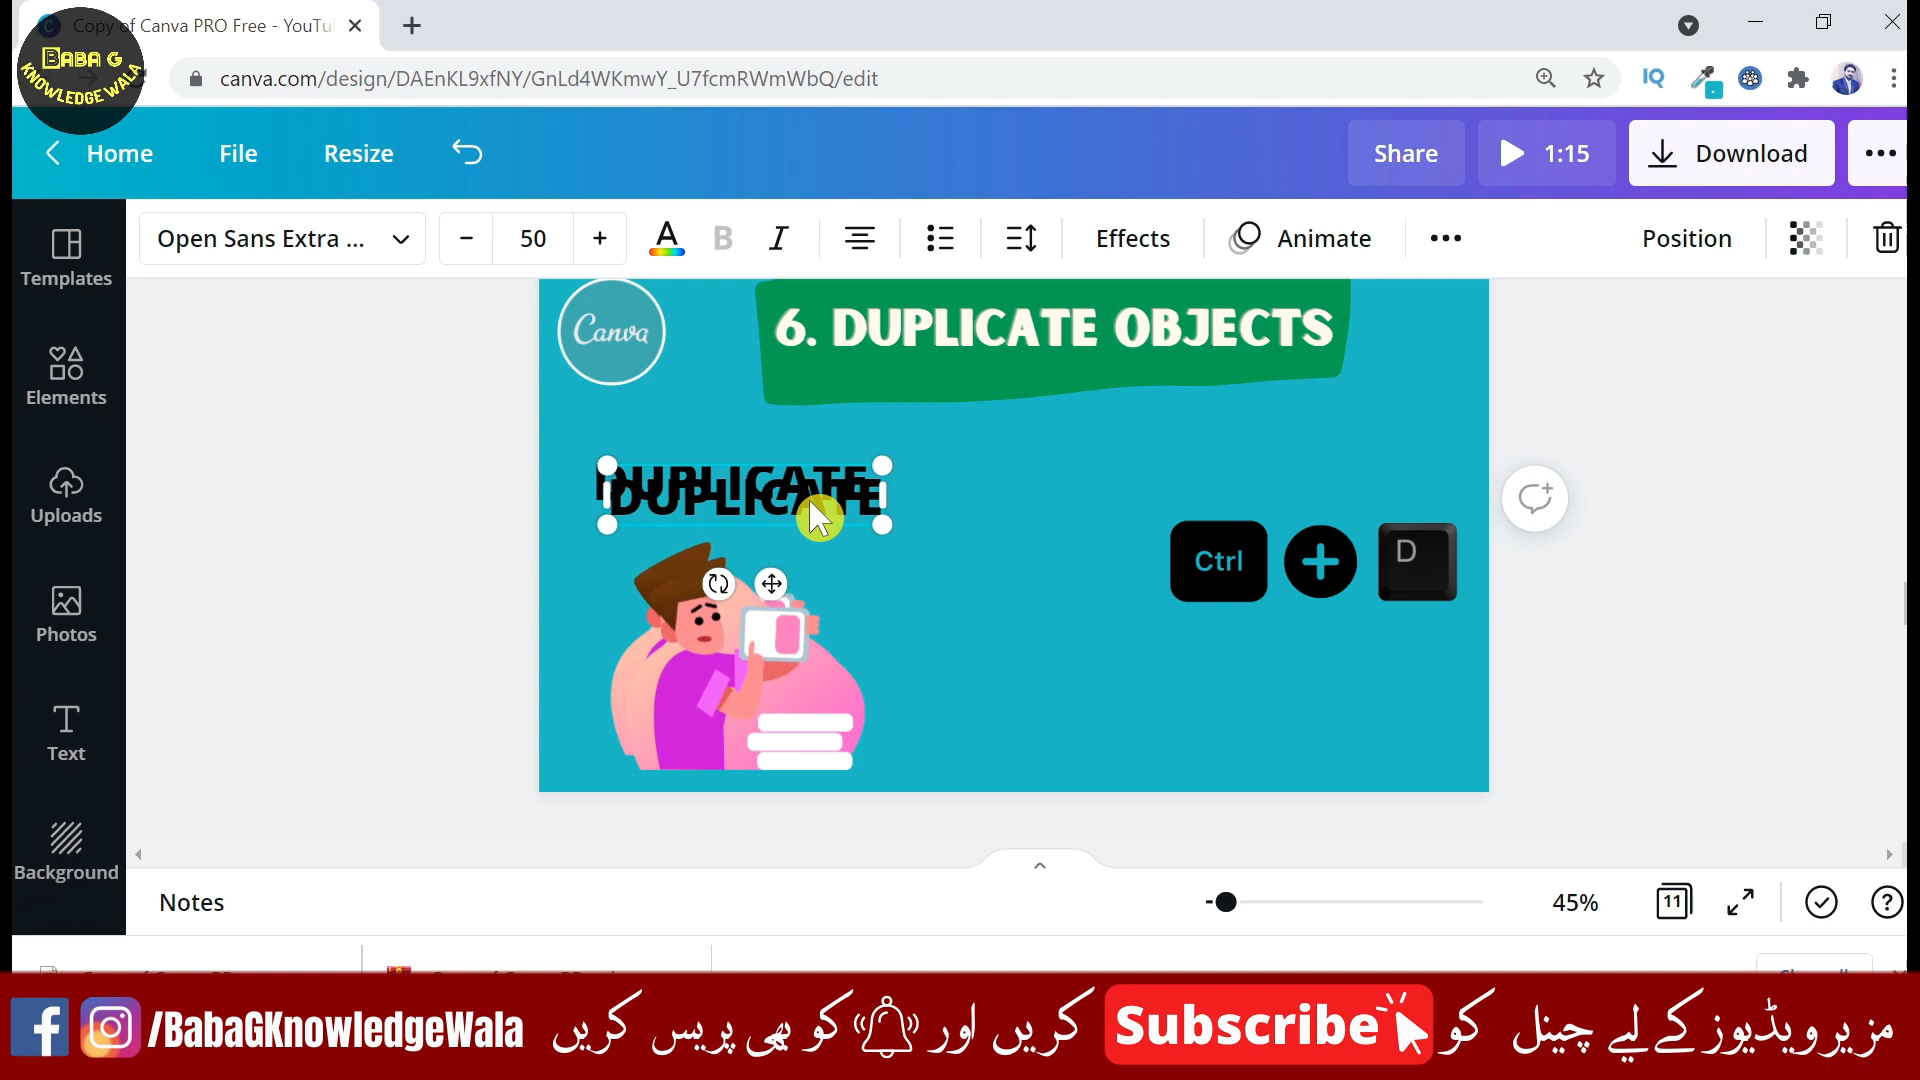 Copy of Canva PRO Free - YouTu
BABA G
KNOWLEDGE WALA
canva.com/design/DAEnKL9xfNY/GnLd4WKmwY_U7fcmRWmWbQ/edit
IQ
Home
File
Resize
Share
1:15
Download
Open Sans Extra ...
- 50 +
A
B
I
Effects
Animate
Position
Templates
Elements
Uploads
Photos
Text
Background
Canva
6. DUPLICATE OBJECTS
DUPLICATE
DUPLICATE
Ctrl
+
D
Notes
45%
11
?
/BabaGKnowledgeWala
مزیر ویڈیوز کے لیے چینل کو Subscribe کریں اور کو بھی پریس کریں